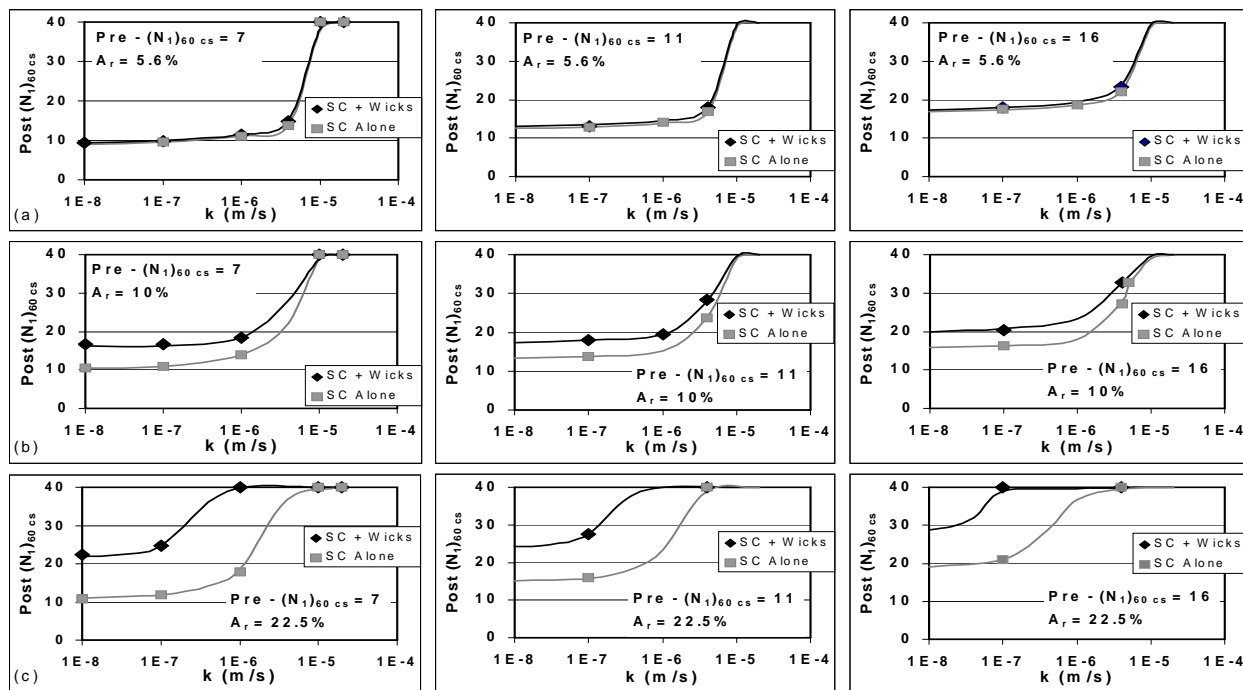 Post (N1)60 cs
40
30
20
10
0
Pre - (N1)60 cs = 7
Ar = 5.6%
SC + Wicks
SC Alone
1E-8 1E-7 1E-6 1E-5 1E-4
k (m/s)
(a)
Post (N1)60 cs
40
30
20
10
0
Pre - (N1)60 cs = 11
Ar = 5.6%
SC + Wicks
SC Alone
1E-8 1E-7 1E-6 1E-5 1E-4
k (m/s)
Post (N1)60 cs
40
30
20
10
0
Pre - (N1)60 cs = 16
Ar = 5.6%
SC + Wicks
SC Alone
1E-8 1E-7 1E-6 1E-5 1E-4
k (m/s)
Post (N1)60 cs
40
30
20
10
0
Pre - (N1)60 cs = 7
Ar = 10%
SC + Wicks
SC Alone
1E-8 1E-7 1E-6 1E-5 1E-4
k (m/s)
(b)
Post (N1)60 cs
40
30
20
10
0
SC + Wicks
SC Alone
Pre - (N1)60 cs = 11
Ar = 10%
1E-8 1E-7 1E-6 1E-5 1E-4
k (m/s)
Post (N1)60 cs
40
30
20
10
0
SC + Wicks
SC Alone
Pre - (N1)60 cs = 16
Ar = 10%
1E-8 1E-7 1E-6 1E-5 1E-4
k (m/s)
Post (N1)60 cs
40
30
20
10
0
SC + Wicks
SC Alone
Pre - (N1)60 cs = 7
Ar = 22.5%
1E-8 1E-7 1E-6 1E-5 1E-4
k (m/s)
(c)
Post (N1)60 cs
40
30
20
10
0
SC + Wicks
SC Alone
Pre - (N1)60 cs = 11
Ar = 22.5%
1E-8 1E-7 1E-6 1E-5 1E-4
k (m/s)
Post (N1)60 cs
40
30
20
10
0
SC + Wicks
SC Alone
Pre - (N1)60 cs = 16
Ar = 22.5%
1E-8 1E-7 1E-6 1E-5 1E-4
k (m/s)